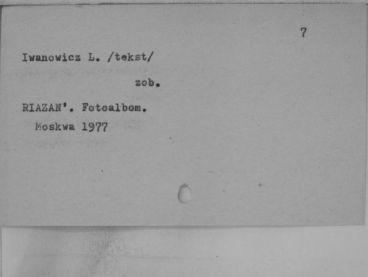 7
Iwanowicz L. /tekst/
zob.
RIAZAN'. Fotoalbom.
Moskwa 1977